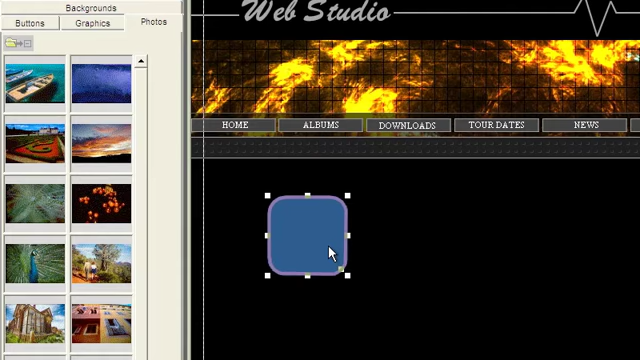 Backgrounds
Buttons Graphics Photos
Web Studio
HOME ALBUMS DOWNLOADS TOUR DATES NEWS